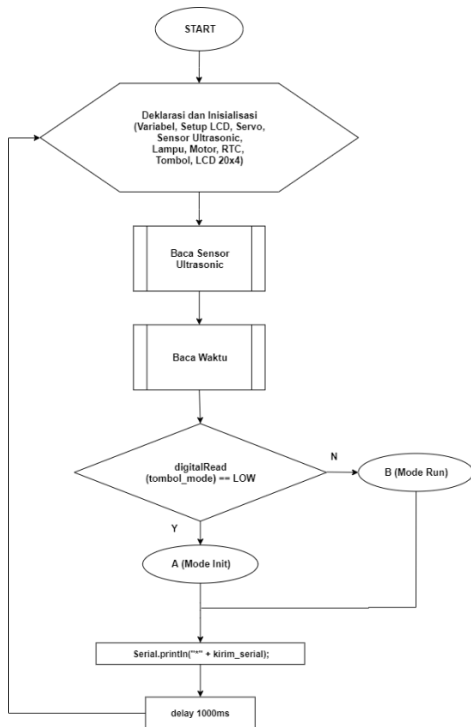 START
Deklarasi dan Inisialisasi
(Variabel, Setup LCD, Servo,
Sensor Ultrasonic,
Lampu, Motor, RTC,
Tombol, LCD 20x4)
Baca Sensor
Ultrasonic
Baca Waktu
digitalRead
(tombol_mode) == LOW
N
B (Mode Run)
Y
A (Mode Init)
Serial.println("*" + kirim_serial);
delay 1000ms